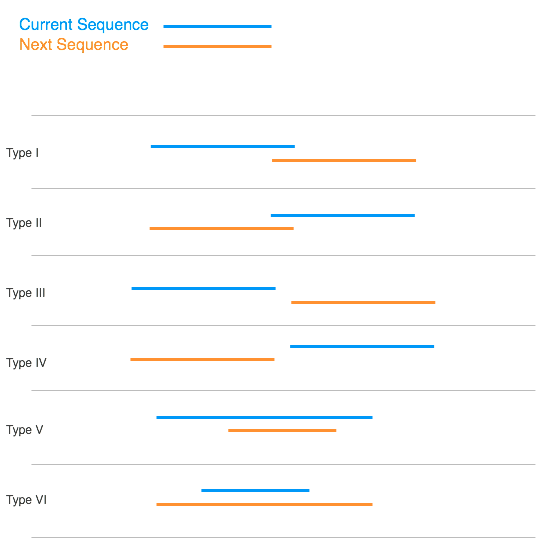 Current Sequence
Next Sequence
Type I
Type II
Type III
Type IV
Type V
Type VI